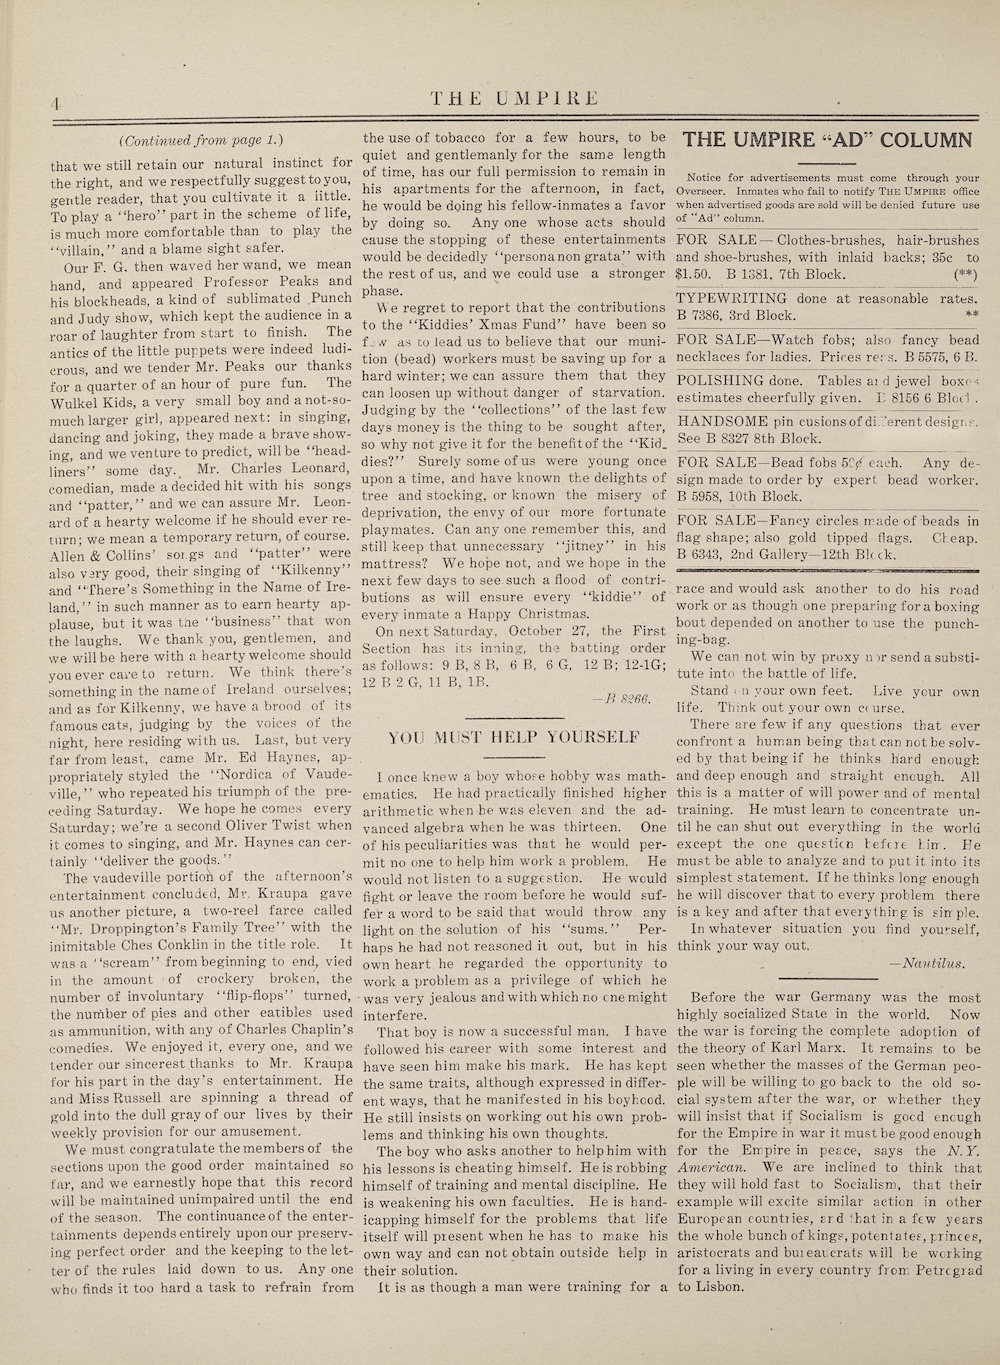 4
THE UMPIRE
(Continued from page 1.)
that we still retain our natural instinct for
the right, and we respectfully suggest to you,
gentle reader, that you cultivate it a little.
To play a “hero” part in the scheme of life,
is much more comfortable than to play the
“villain,” and a blame sight safer.
Our F. G. then waved her wand, we mean
hand, and appeared Professor Peaks and
his blockheads, a kind of sublimated Punch
and Judy show, which kept the audience in a
roar of laughter from start to finish. The
antics of the little puppets were indeed ludi-
crous, and we tender Mr. Peaks our thanks
for a quarter of an hour of pure fun. The
Wulkel Kids, a very small boy and a not-so-
much larger girl, appeared next: in singing,
dancing and joking, they made a brave show-
ing, and we venture to predict, will be “head-
liners” some day. Mr. Charles Leonard,
comedian, made a decided hit with his songs
and “patter,” and we can assure Mr. Leon-
ard of a hearty welcome if he should ever re-
turn; we mean a temporary return, of course.
Allen & Collins’ songs and “patter” were
also very good, their singing of “Kilkenny”
and “There’s Something in the Name of Ire-
land,” in such manner as to earn hearty ap-
plause, but it was the “business” that won
the laughs. We thank you, gentlemen, and
we will be here with a hearty welcome should
you ever care to return. We think there’s
something in the name of Ireland ourselves;
and as for Kilkenny, we have a brood of its
famous cats, judging by the voices of the
night, here residing with us. Last, but very
far from least, came Mr. Ed Haynes, ap-
propriately styled the “Nordica of Vaude-
ville,” who repeated his triumph of the pre-
ceding Saturday. We hope he comes every
Saturday; we’re a second Oliver Twist when
it comes to singing, and Mr. Haynes can cer-
tainly “deliver the goods.”
The vaudeville portion of the afternoon’s
entertainment concluded, Mr. Kraupa gave
us another picture, a two-reel farce called
“Mr. Droppington’s Family Tree” with the
inimitable Ches Conklin in the title role. It
was a “scream” from beginning to end, vied
in the amount of crockery broken, the
number of involuntary “flip-flops” turned,
the number of pies and other eatibles used
as ammunition, with any of Charles Chaplin’s
comedies. We enjoyed it, every one, and we
tender our sincerest thanks to Mr. Kraupa
for his part in the day’s entertainment. He
and Miss Russell are spinning a thread of
gold into the dull gray of our lives by their
weekly provision for our amusement.
We must congratulate the members of the
sections upon the good order maintained so
far, and we earnestly hope that this record
will be maintained unimpaired until the end
of the season. The continuance of the enter-
tainments depends entirely upon our preserv-
ing perfect order and the keeping to the let-
ter of the rules laid down to us. Any one
who finds it too hard a task to refrain from
the use of tobacco for a few hours, to be
quiet and gentlemanly for the same length
of time, has our full permission to remain in
his apartments for the afternoon, in fact,
he would be doing his fellow-inmates a favor
by doing so. Any one whose acts should
cause the stopping of these entertainments
would be decidedly “persona non grata” with
the rest of us, and we could use a stronger
phase.
We regret to report that the contributions
to the “Kiddies’ Xmas Fund” have been so
few as to lead us to believe that our muni-
tion (bead) workers must be saving up for a
hard winter; we can assure them that they
can loosen up without danger of starvation.
Judging by the “collections” of the last few
days money is the thing to be sought after,
so why not give it for the benefit of the “Kid-
dies?” Surely some of us were young once
upon a time, and have known the delights of
tree and stocking, or known the misery of
deprivation, the envy of our more fortunate
playmates. Can any one remember this, and
still keep that unnecessary “jitney” in his
mattress? We hope not, and we hope in the
next few days to see such a flood of contri-
butions as will ensure every “kiddie” of
every inmate a Happy Christmas.
On next Saturday, October 27, the First
Section has its inning, the batting order
as follows: 9 B, 8 B, 6 B, 6 G, 12 B; 12-1G;
12 B 2 G, 11 B, 1B.
—B 8266.
YOU MUST HELP YOURSELF
I once knew a boy whose hobby was math-
ematics. He had practically finished higher
arithmetic when he was eleven and the ad-
vanced algebra when he was thirteen. One
of his peculiarities was that he would per-
mit no one to help him work a problem. He
would not listen to a suggestion. He would
fight or leave the room before he would suf-
fer a word to be said that would throw any
light on the solution of his “sums.” Per-
haps he had not reasoned it out, but in his
own heart he regarded the opportunity to
work a problem as a privilege of which he
was very jealous and with which no one might
interfere.
That boy is now a successful man. I have
followed his career with some interest and
have seen him make his mark. He has kept
the same traits, although expressed in differ-
ent ways, that he manifested in his boyhood.
He still insists on working out his own prob-
lems and thinking his own thoughts.
The boy who asks another to help him with
his lessons is cheating himself. He is robbing
himself of training and mental discipline. He
is weakening his own faculties. He is hand-
icapping himself for the problems that life
itself will present when he has to make his
own way and can not obtain outside help in
their solution.
It is as though a man were training for a
THE UMPIRE “AD” COLUMN
Notice for advertisements must come through your
Overseer. Inmates who fail to notify THE UMPIRE office
when advertised goods are sold will be denied future use
of “Ad” column.
FOR SALE — Clothes-brushes, hair-brushes
and shoe-brushes, with inlaid backs; 35c to
$1.50. B 1381, 7th Block. (**)
TYPEWRITING done at reasonable rates.
B 7386, 3rd Block. **
FOR SALE—Watch fobs; also fancy bead
necklaces for ladies. Prices rers. B 5575, 6 B.
POLISHING done. Tables and jewel boxes
estimates cheerfully given. B 8156 6 Block.
HANDSOME pin cusions of different designs.
See B 8327 8th Block.
FOR SALE—Bead fobs 50¢ each. Any de-
sign made to order by expert bead worker.
B 5958, 10th Block.
FOR SALE—Fancy circles made of beads in
flag shape; also gold tipped flags. Cheap.
B 6343, 2nd Gallery—12th Block.
race and would ask another to do his road
work or as though one preparing for a boxing
bout depended on another to use the punch-
ing-bag.
We can not win by proxy nor send a substi-
tute into the battle of life.
Stand on your own feet. Live your own
life. Think out your own course.
There are few if any questions that ever
confront a human being that can not be solv-
ed by that being if he thinks hard enough
and deep enough and straight enough. All
this is a matter of will power and of mental
training. He must learn to concentrate un-
til he can shut out everything in the world
except the one question before him. He
must be able to analyze and to put it into its
simplest statement. If he thinks long enough
he will discover that to every problem there
is a key and after that everything is simple.
In whatever situation you find yourself,
think your way out.
—Nautilus.
Before the war Germany was the most
highly socialized State in the world. Now
the war is forcing the complete adoption of
the theory of Karl Marx. It remains to be
seen whether the masses of the German peo-
ple will be willing to go back to the old so-
cial system after the war, or whether they
will insist that if Socialism is good enough
for the Empire in war it must be good enough
for the Empire in peace, says the N. Y.
American. We are inclined to think that
they will hold fast to Socialism, that their
example will excite similar action in other
European countries, and that in a few years
the whole bunch of kings, potentates, princes,
aristocrats and bureaucrats will be working
for a living in every country from Petrograd
to Lisbon.